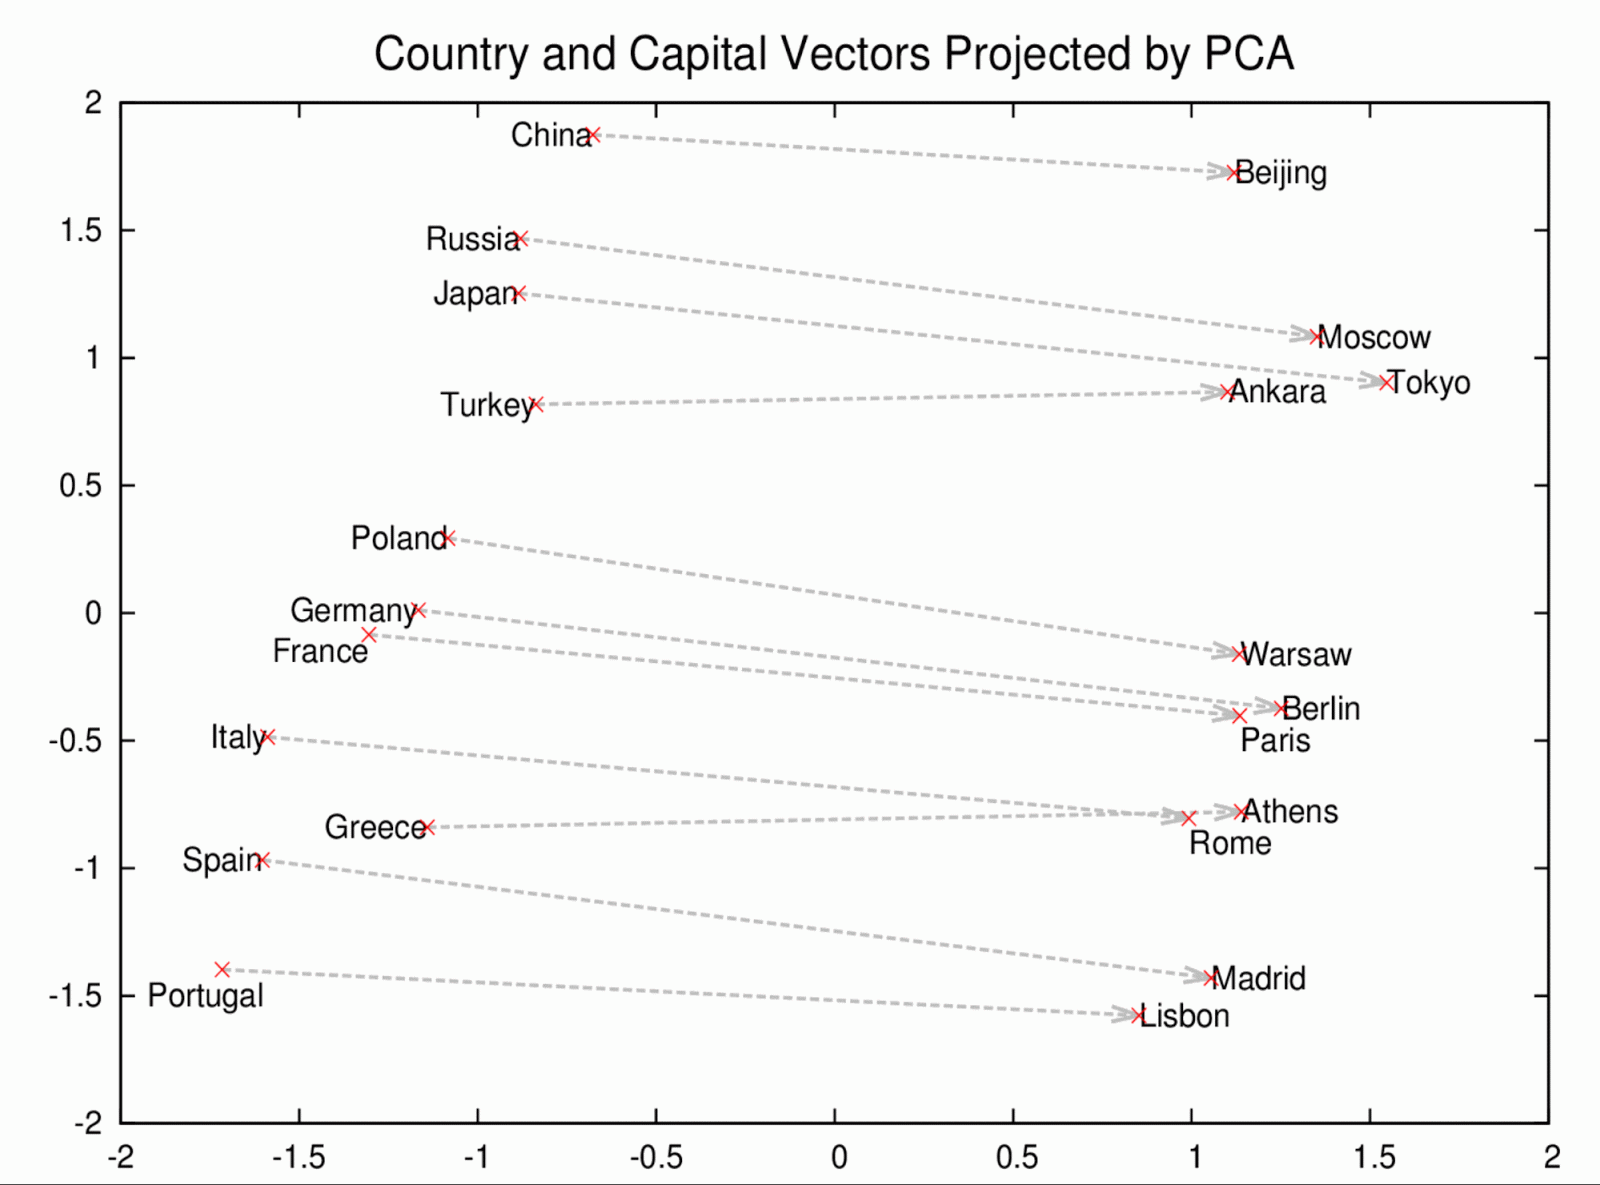 Country and Capital Vectors Projected by PCA
2
China
Beijing
1.5
Russia
Japan
Moscow
1
Tokyo
Ankara
Turkey
0.5
Poland
0
Germany
France
Warsaw
Berlin
-0.5
Italy
Paris
Athens
Greece
Rome
-1
Spain
Madrid
-1.5
Portugal
Lisbon
-2
-2 -1.5 -1 -0.5 0 0.5 1 1.5 2